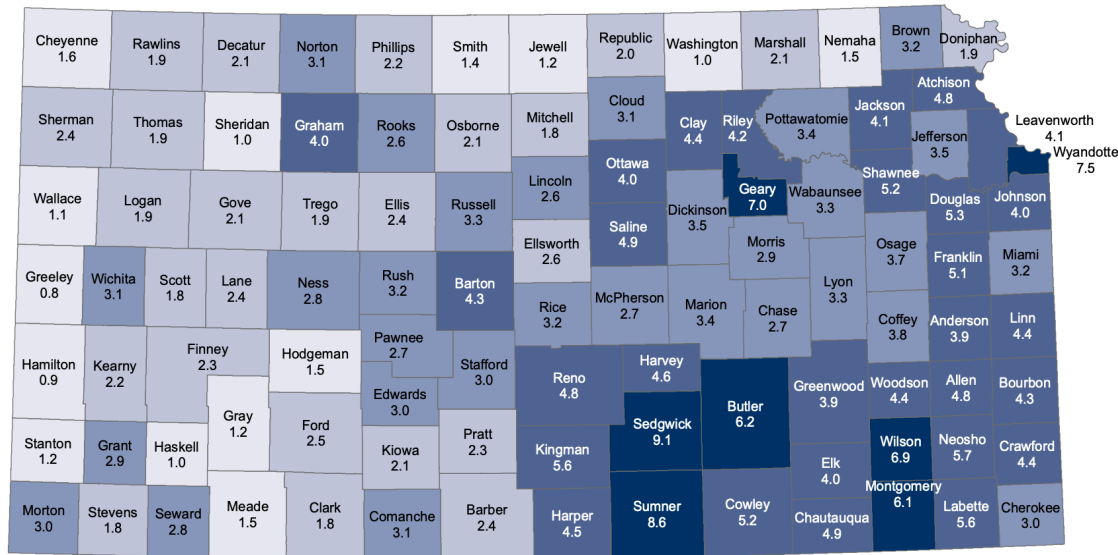 Cheyenne
1.6
Rawlins
1.9
Decatur
2.1
Norton
3.1
Phillips
2.2
Smith
1.4
Jewell
1.2
Republic
2.0
Washington
1.0
Marshall
2.1
Nemaha
1.5
Brown
3.2
Doniphan
1.9
Sherman
2.4
Thomas
1.9
Sheridan
1.0
Graham
4.0
Rooks
2.6
Osborne
2.1
Mitchell
1.8
Cloud
3.1
Clay
4.4
Riley
4.2
Pottawatomie
3.4
Jackson
4.1
Atchison
4.8
Jefferson
3.5
Leavenworth
4.1
Wyandotte
7.5
Wallace
1.1
Logan
1.9
Gove
2.1
Trego
1.9
Ellis
2.4
Russell
3.3
Lincoln
2.6
Ottawa
4.0
Saline
4.9
Dickinson
3.5
Geary
7.0
Wabaunsee
3.3
Shawnee
5.2
Douglas
5.3
Johnson
4.0
Ellsworth
2.6
Morris
2.9
Osage
3.7
Franklin
5.1
Miami
3.2
Greeley
0.8
Wichita
3.1
Scott
1.8
Lane
2.4
Ness
2.8
Rush
3.2
Barton
4.3
Rice
3.2
McPherson
2.7
Marion
3.4
Chase
2.7
Lyon
3.3
Coffey
3.8
Anderson
3.9
Linn
4.4
Hamilton
0.9
Kearny
2.2
Finney
2.3
Hodgeman
1.5
Pawnee
2.7
Stafford
3.0
Edwards
3.0
Reno
4.8
Harvey
4.6
Butler
6.2
Greenwood
3.9
Woodson
4.4
Allen
4.8
Bourbon
4.3
Gray
1.2
Ford
2.5
Sedgwick
9.1
Stanton
1.2
Grant
2.9
Haskell
1.0
Kiowa
2.1
Pratt
2.3
Kingman
5.6
Elk
4.0
Wilson
6.9
Neosho
5.7
Crawford
4.4
Morton
3.0
Stevens
1.8
Seward
2.8
Meade
1.5
Clark
1.8
Comanche
3.1
Barber
2.4
Harper
4.5
Sumner
8.6
Cowley
5.2
Chautauqua
4.9
Montgomery
6.1
Labette
5.6
Cherokee
3.0